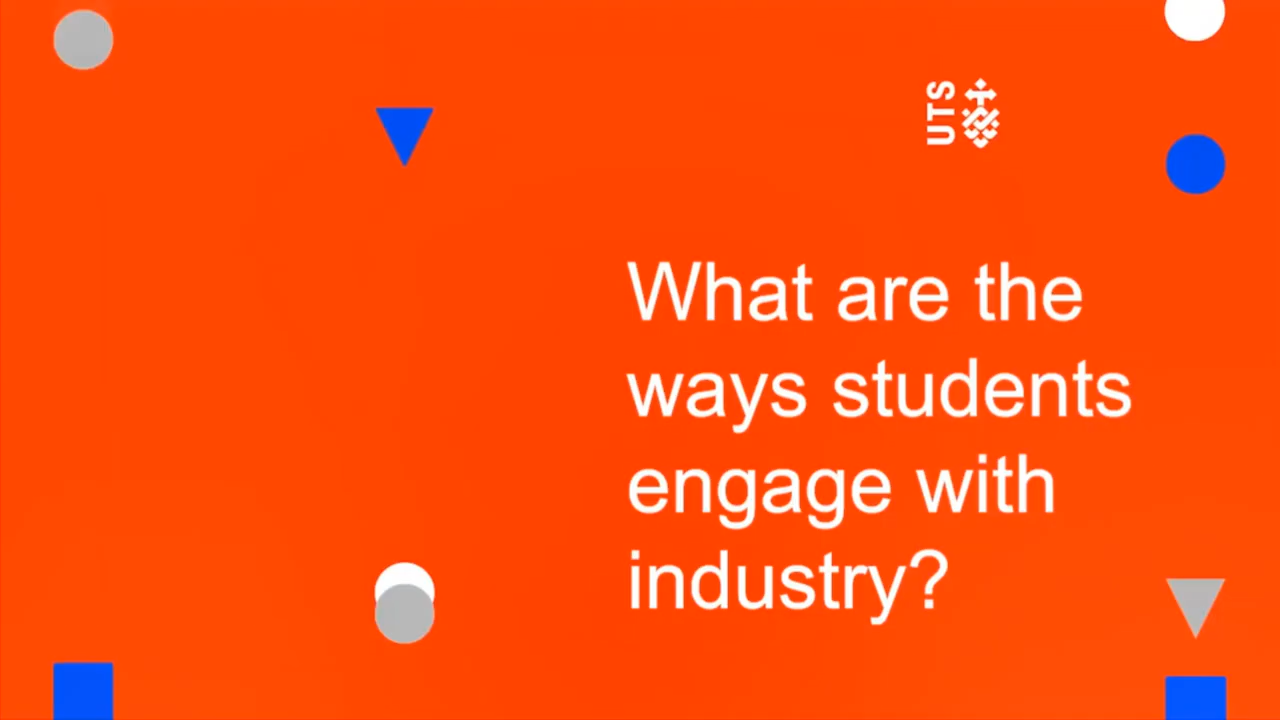 UTS
What are the
ways students
engage with
industry?